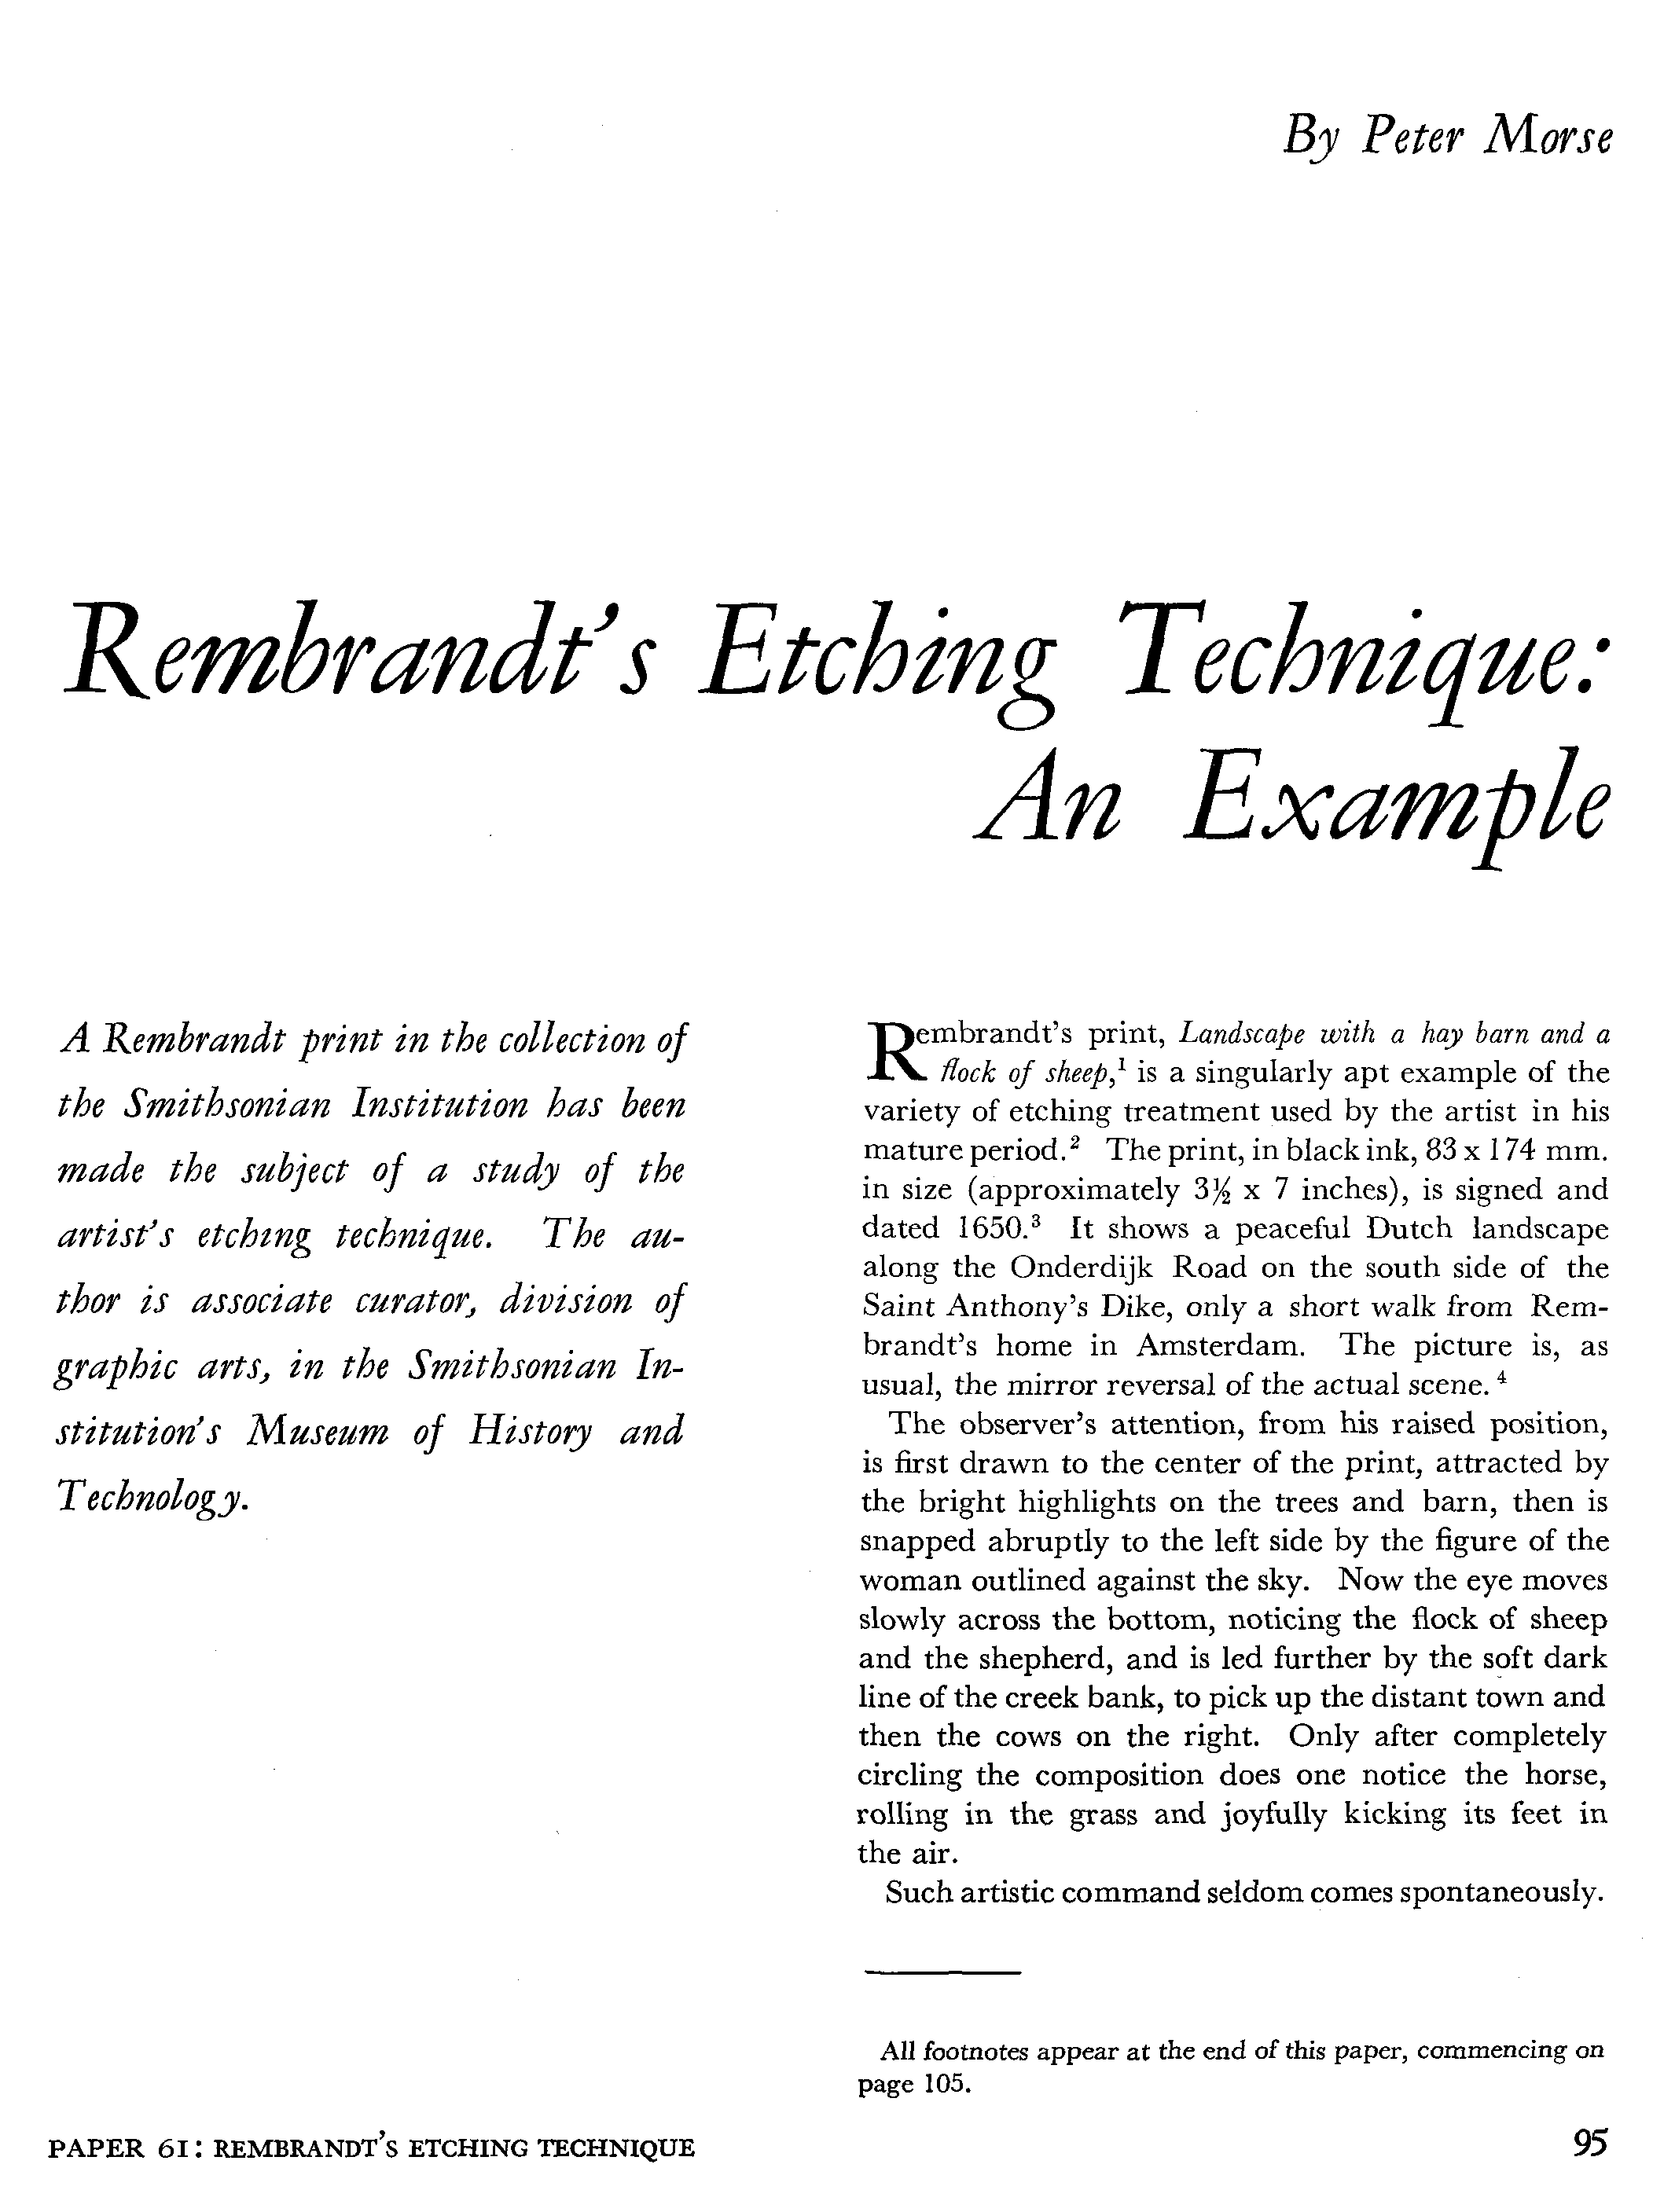 By Peter Morse
Rembrandt's Etching Technique:
An Example
A Rembrandt print in the collection of
the Smithsonian Institution has been
made the subject of a study of the
artist's etching technique. The au-
thor is associate curator, division of
graphic arts, in the Smithsonian In-
stitution's Museum of History and
Technology.
Rembrandt's print, Landscape with a hay barn and a
flock of sheep,¹ is a singularly apt example of the
variety of etching treatment used by the artist in his
mature period.² The print, in black ink, 83 x 174 mm.
in size (approximately 3½ x 7 inches), is signed and
dated 1650.³ It shows a peaceful Dutch landscape
along the Onderdijk Road on the south side of the
Saint Anthony's Dike, only a short walk from Rem-
brandt's home in Amsterdam. The picture is, as
usual, the mirror reversal of the actual scene.⁴
The observer's attention, from his raised position,
is first drawn to the center of the print, attracted by
the bright highlights on the trees and barn, then is
snapped abruptly to the left side by the figure of the
woman outlined against the sky. Now the eye moves
slowly across the bottom, noticing the flock of sheep
and the shepherd, and is led further by the soft dark
line of the creek bank, to pick up the distant town and
then the cows on the right. Only after completely
circling the composition does one notice the horse,
rolling in the grass and joyfully kicking its feet in
the air.
Such artistic command seldom comes spontaneously.
All footnotes appear at the end of this paper, commencing on
page 105.
PAPER 61: REMBRANDT'S ETCHING TECHNIQUE
95